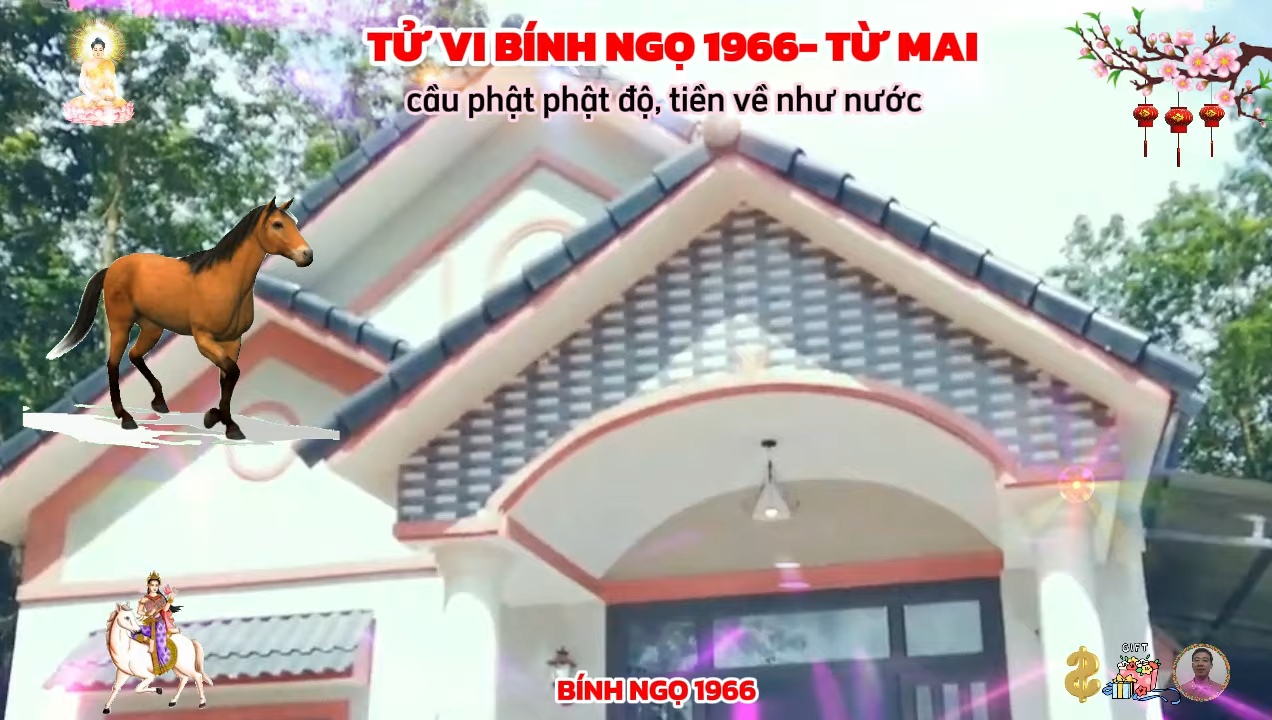 TỬ VI BÍNH NGỌ 1966- TỪ MAI
cầu phật phật độ, tiền về như nước
GIFT
BÍNH NGỌ 1966